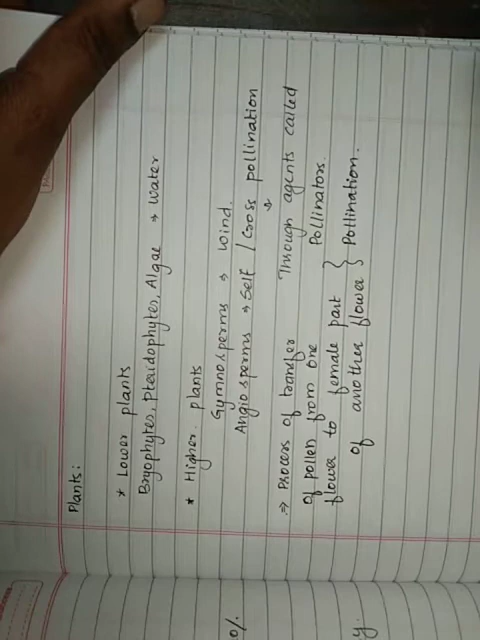 Plants:
* Lower plants
Bryophytes, Pteridophytes, Algae → water
* Higher plants
Gymnosperms → wind.
Angiosperms → Self / Cross pollination
↓
⇒ Process of transfer Through agents called
of pollen from one Pollinators.
flower to female part } Pollination.
of another flower
%.
y.